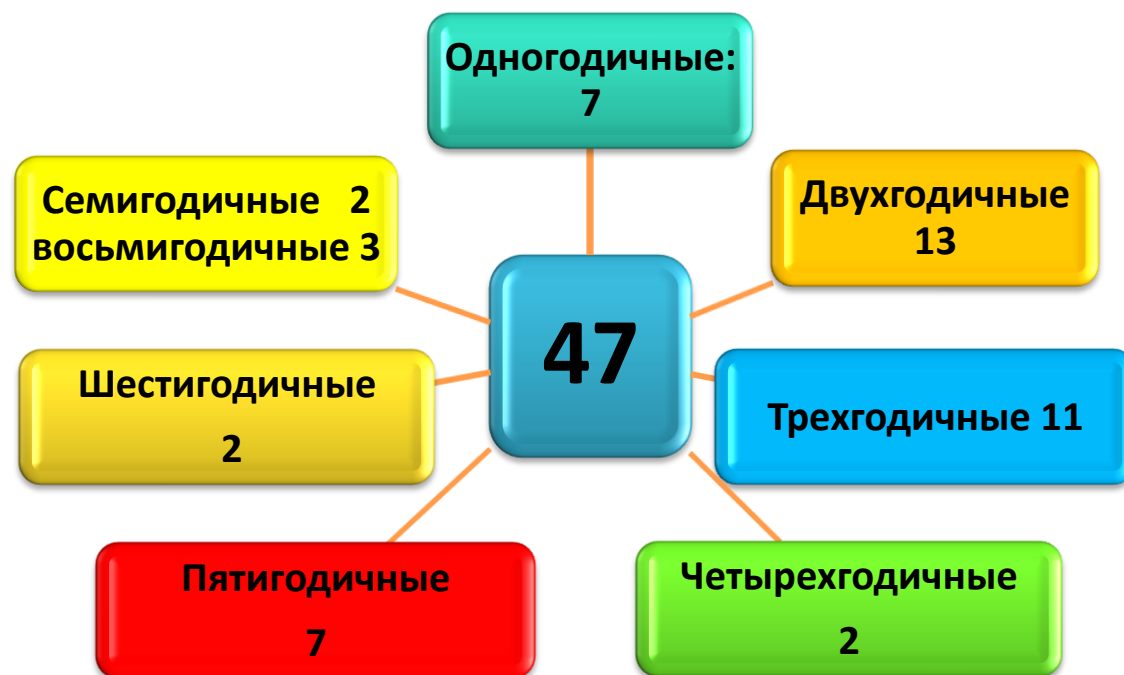 Одногодичные:
7
Двухгодичные
13
Трехгодичные 11
Четырехгодичные
2
Пятигодичные
7
Шестигодичные
2
Семигодичные 2
восьмигодичные 3
47